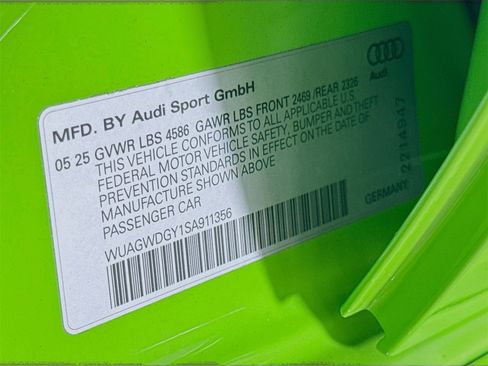 MFD. BY Audi Sport GmbH
Audi
05 25 GVWR LBS 4586 GAWR LBS FRONT 2469 /REAR 2326
THIS VEHICLE CONFORMS TO ALL APPLICABLE U.S.
FEDERAL MOTOR VEHICLE SAFETY, BUMPER AND THEFT
PREVENTION STANDARDS IN EFFECT ON THE DATE OF
MANUFACTURE SHOWN ABOVE
PASSENGER CAR
GERMANY
2214947
WUAGWDGY1SA911356